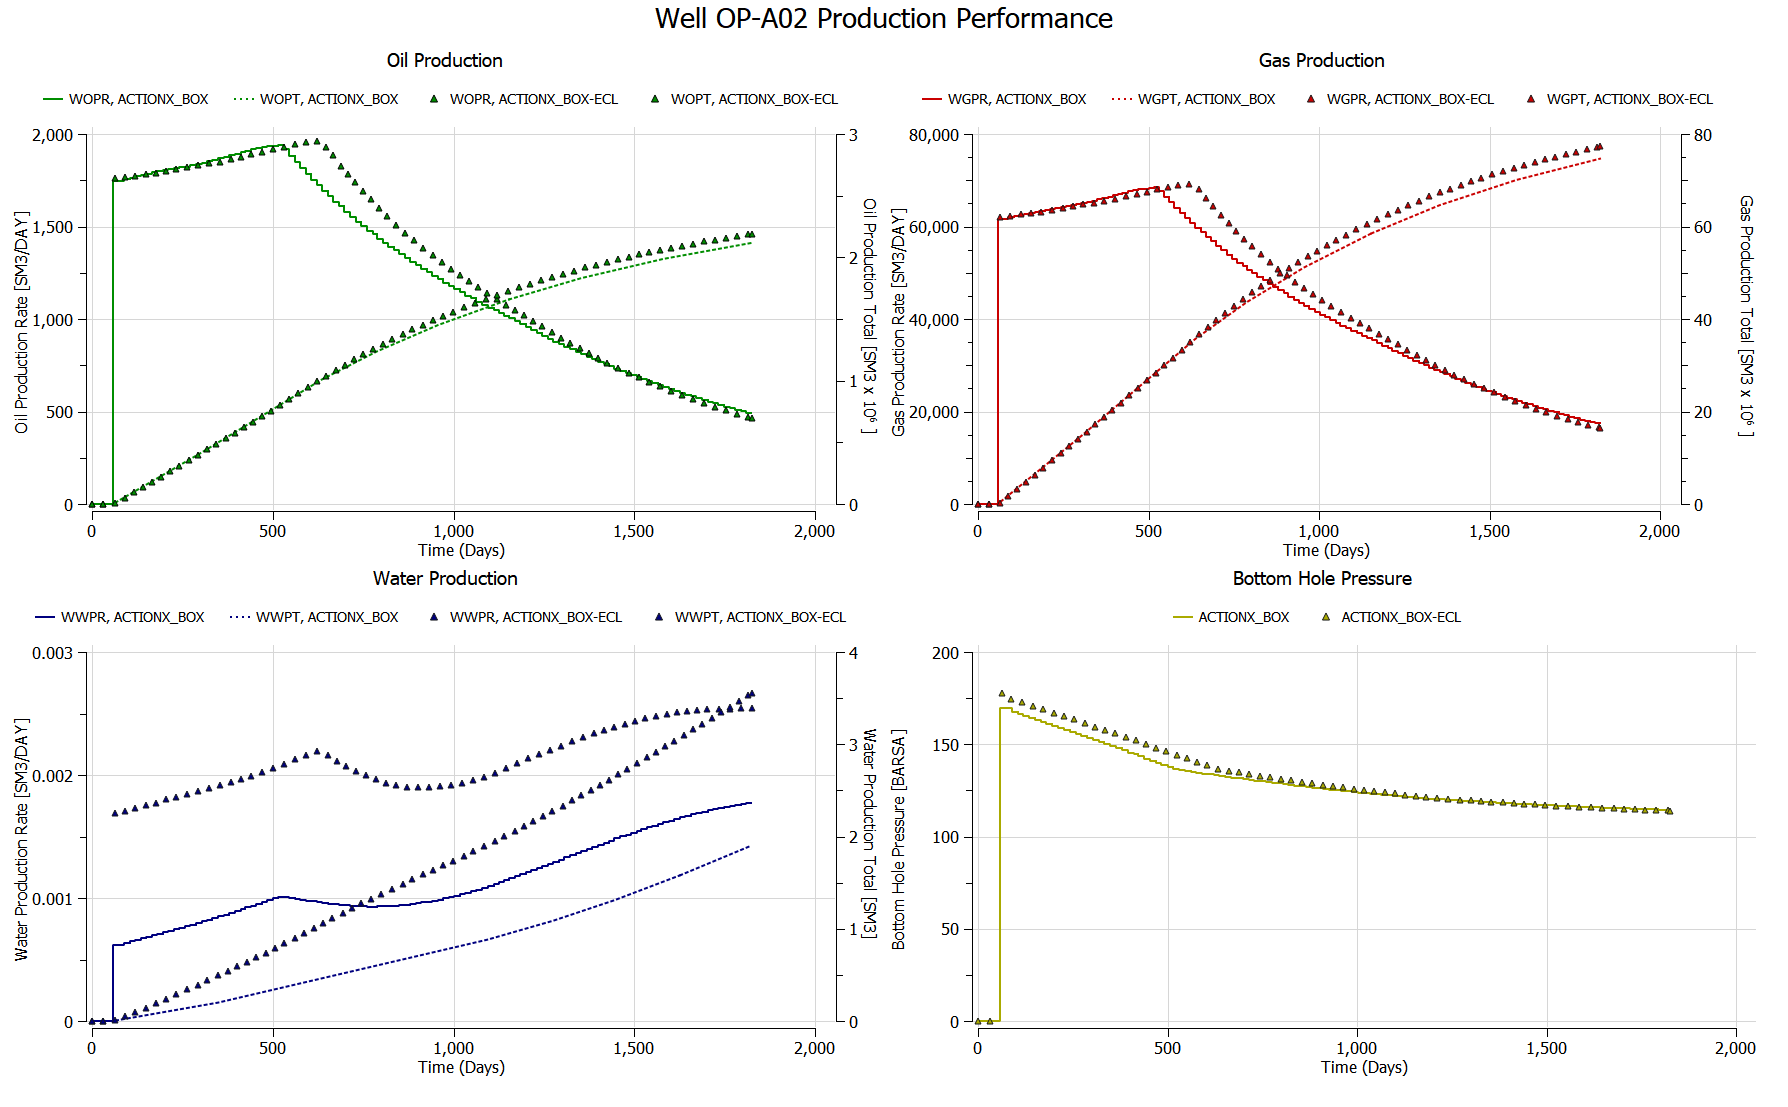 Well OP-A02 Production Performance
Oil Production
WOPR, ACTIONX_BOX WOPT, ACTIONX_BOX WOPR, ACTIONX_BOX-ECL WOPT, ACTIONX_BOX-ECL
2,000
1,500
1,000
500
0
Oil Production Rate [SM3/DAY]
3
2
1
0
Oil Production Total [SM3 x 10⁶ ]
0 500 1,000 1,500 2,000
Time (Days)
Gas Production
WGPR, ACTIONX_BOX WGPT, ACTIONX_BOX WGPR, ACTIONX_BOX-ECL WGPT, ACTIONX_BOX-ECL
80,000
60,000
40,000
20,000
0
Gas Production Rate [SM3/DAY]
80
60
40
20
0
Gas Production Total [SM3 x 10⁶ ]
0 500 1,000 1,500 2,000
Time (Days)
Water Production
WWPR, ACTIONX_BOX WWPT, ACTIONX_BOX WWPR, ACTIONX_BOX-ECL WWPT, ACTIONX_BOX-ECL
0.003
0.002
0.001
0
Water Production Rate [SM3/DAY]
4
3
2
1
0
Water Production Total [SM3]
0 500 1,000 1,500 2,000
Time (Days)
Bottom Hole Pressure
ACTIONX_BOX ACTIONX_BOX-ECL
200
150
100
50
0
Bottom Hole Pressure [BARSA]
0 500 1,000 1,500 2,000
Time (Days)